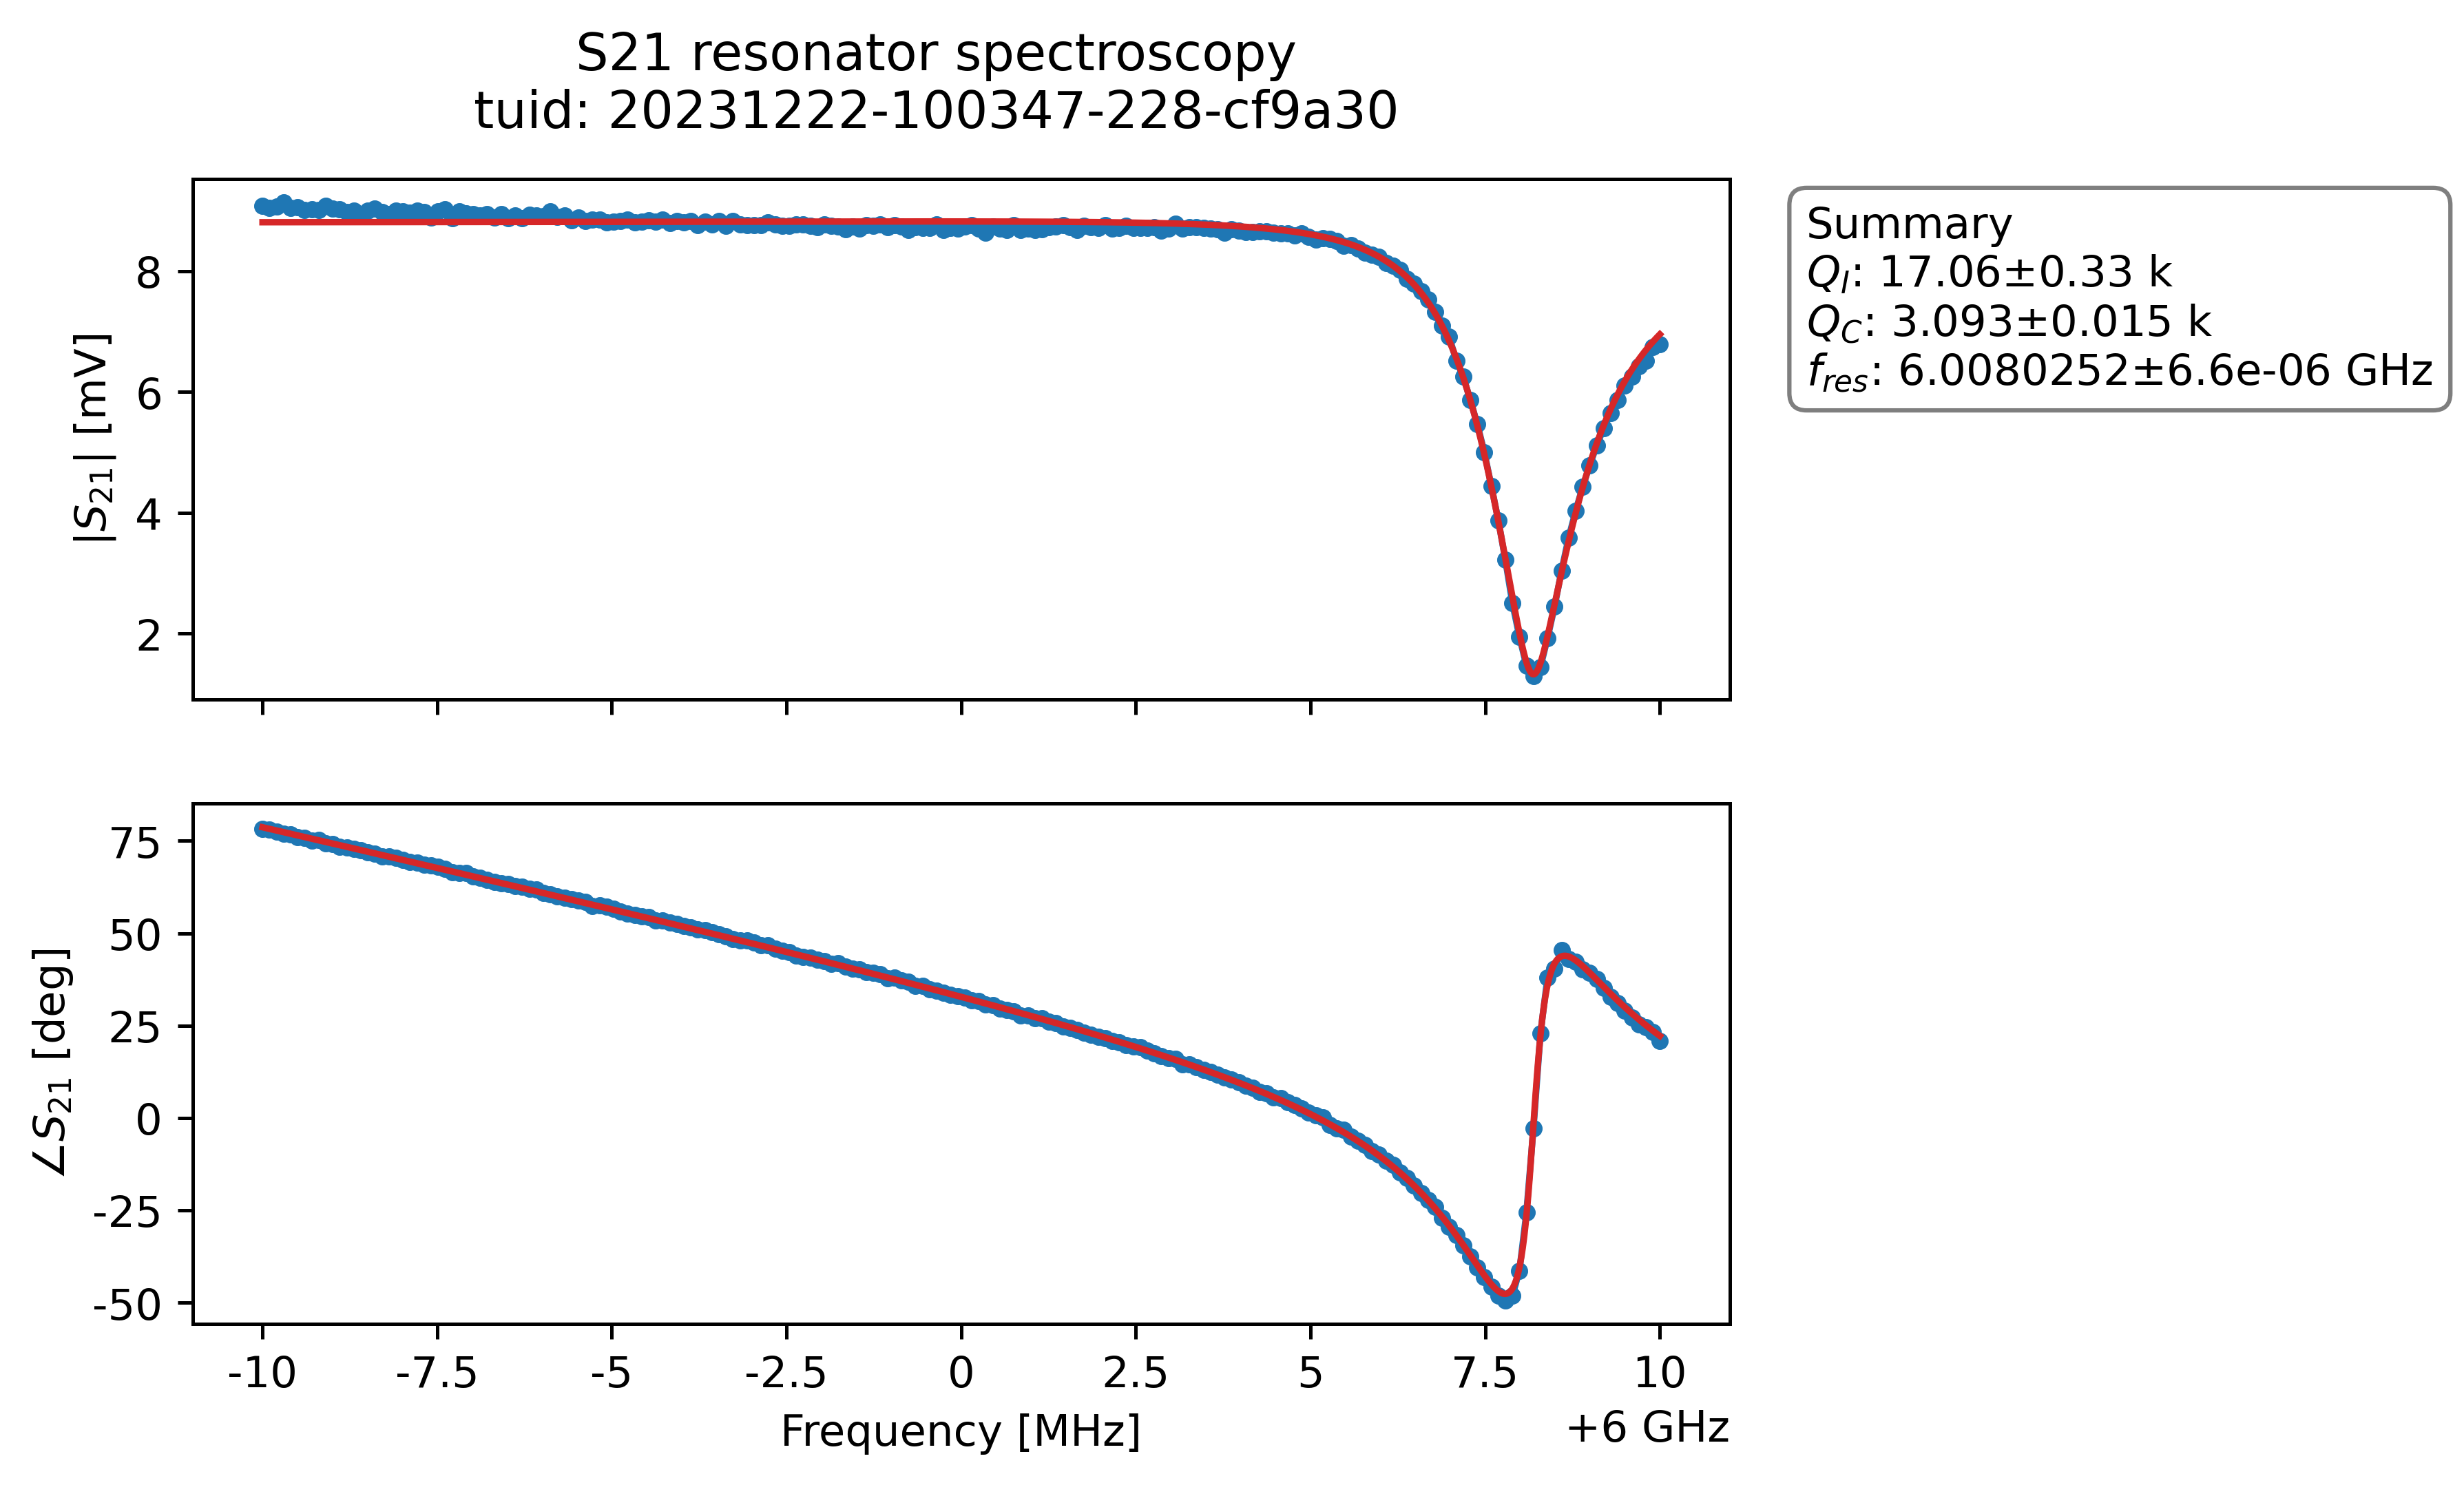 S21 resonator spectroscopy
tuid: 20231222-100347-228-cf9a30
|S21| [mV]
8
6
4
2
Summary
QI: 17.06±0.33 k
QC: 3.093±0.015 k
fres: 6.0080252±6.6e-06 GHz
∠S21 [deg]
75
50
25
0
-25
-50
-10 -7.5 -5 -2.5 0 2.5 5 7.5 10
Frequency [MHz]
+6 GHz